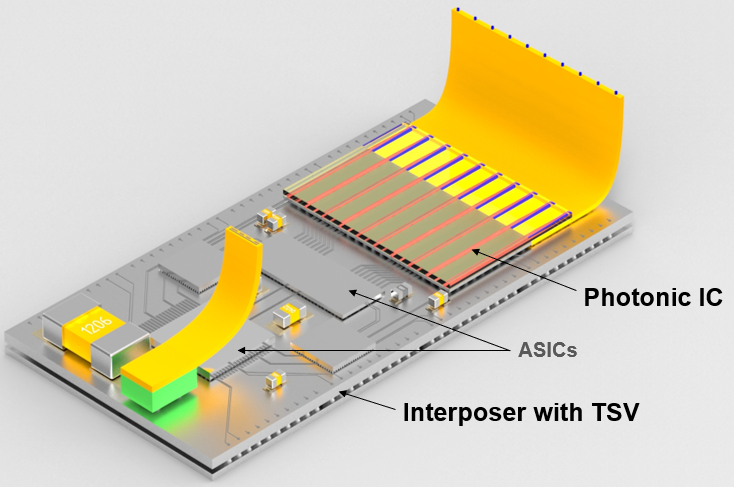 1206
Photonic IC
ASICs
Interposer with TSV